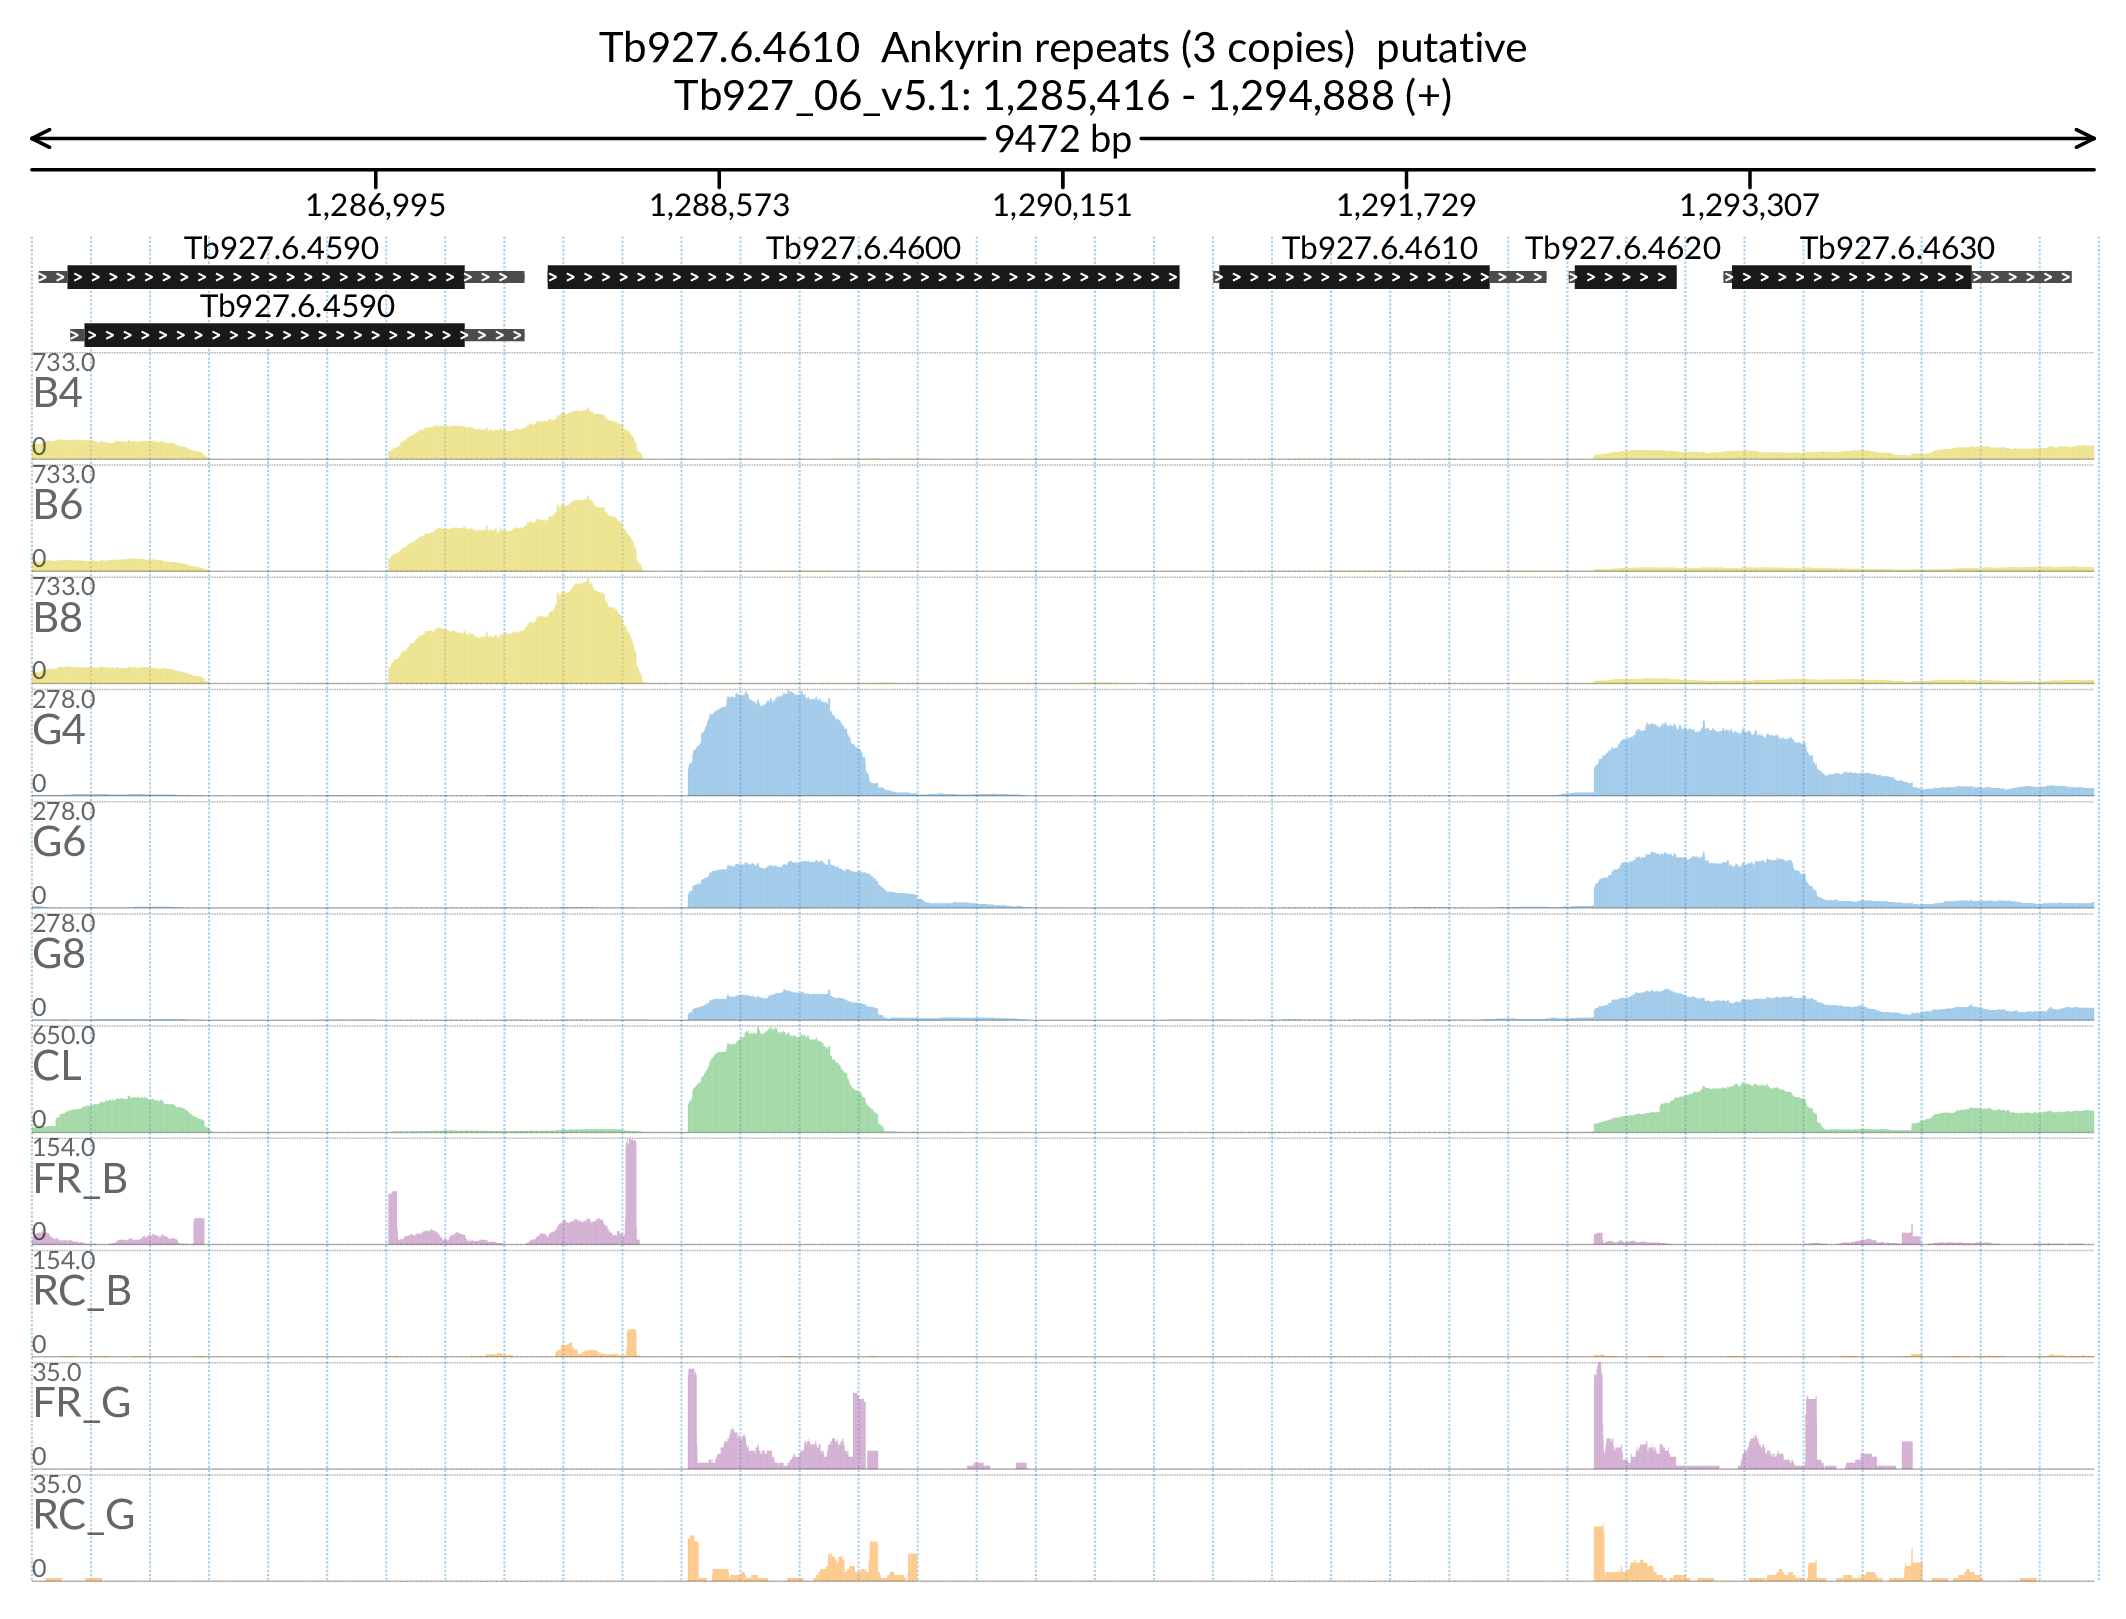 Tb927.6.4610  Ankyrin repeats (3 copies)  putative
Tb927_06_v5.1: 1,285,416 - 1,294,888 (+)
9472 bp
1,286,995 1,288,573 1,290,151 1,291,729 1,293,307
Tb927.6.4590 Tb927.6.4600 Tb927.6.4610 Tb927.6.4620 Tb927.6.4630
Tb927.6.4590
733.0
B4
0
733.0
B6
0
733.0
B8
0
278.0
G4
0
278.0
G6
0
278.0
G8
0
650.0
CL
0
154.0
FR_B
0
154.0
RC_B
0
35.0
FR_G
0
35.0
RC_G
0